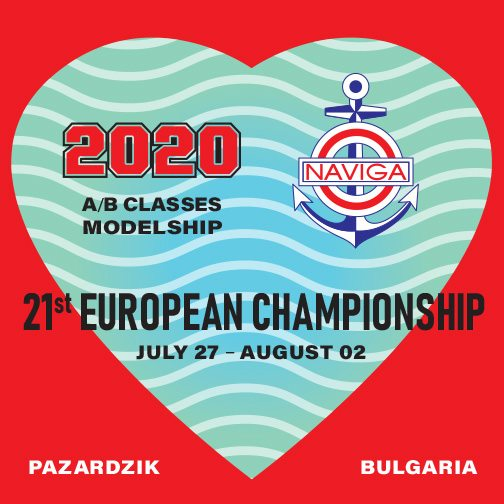 2020
NAVIGA
A/B CLASSES
MODELSHIP
21st EUROPEAN CHAMPIONSHIP
JULY 27 – AUGUST 02
PAZARDZIK
BULGARIA